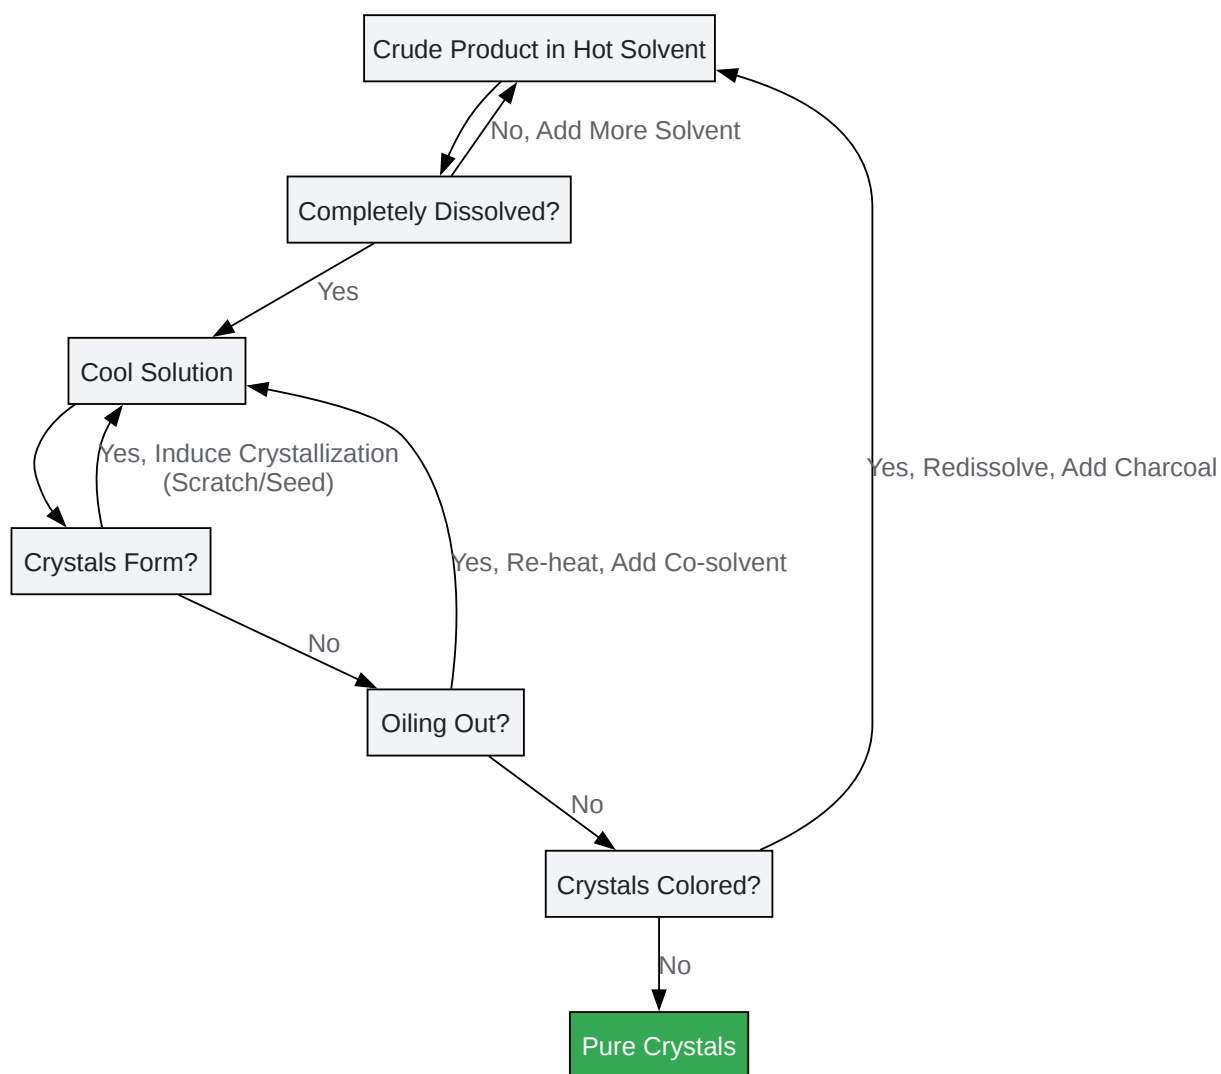 Crude Product in Hot Solvent
No, Add More Solvent
Completely Dissolved?
Yes
Cool Solution
Yes, Induce Crystallization
(Scratch/Seed)
Yes, Redissolve, Add Charcoal
Crystals Form?
Yes, Re-heat, Add Co-solvent
No
Oiling Out?
No
Crystals Colored?
No
Pure Crystals